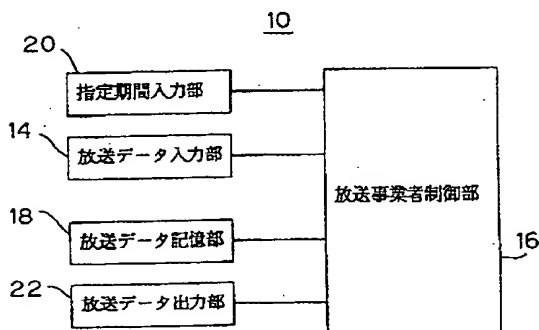 10
20
指定期間入力部
14
放送データ入力部
放送事業者制御部
18
放送データ記憶部
16
22
放送データ出力部